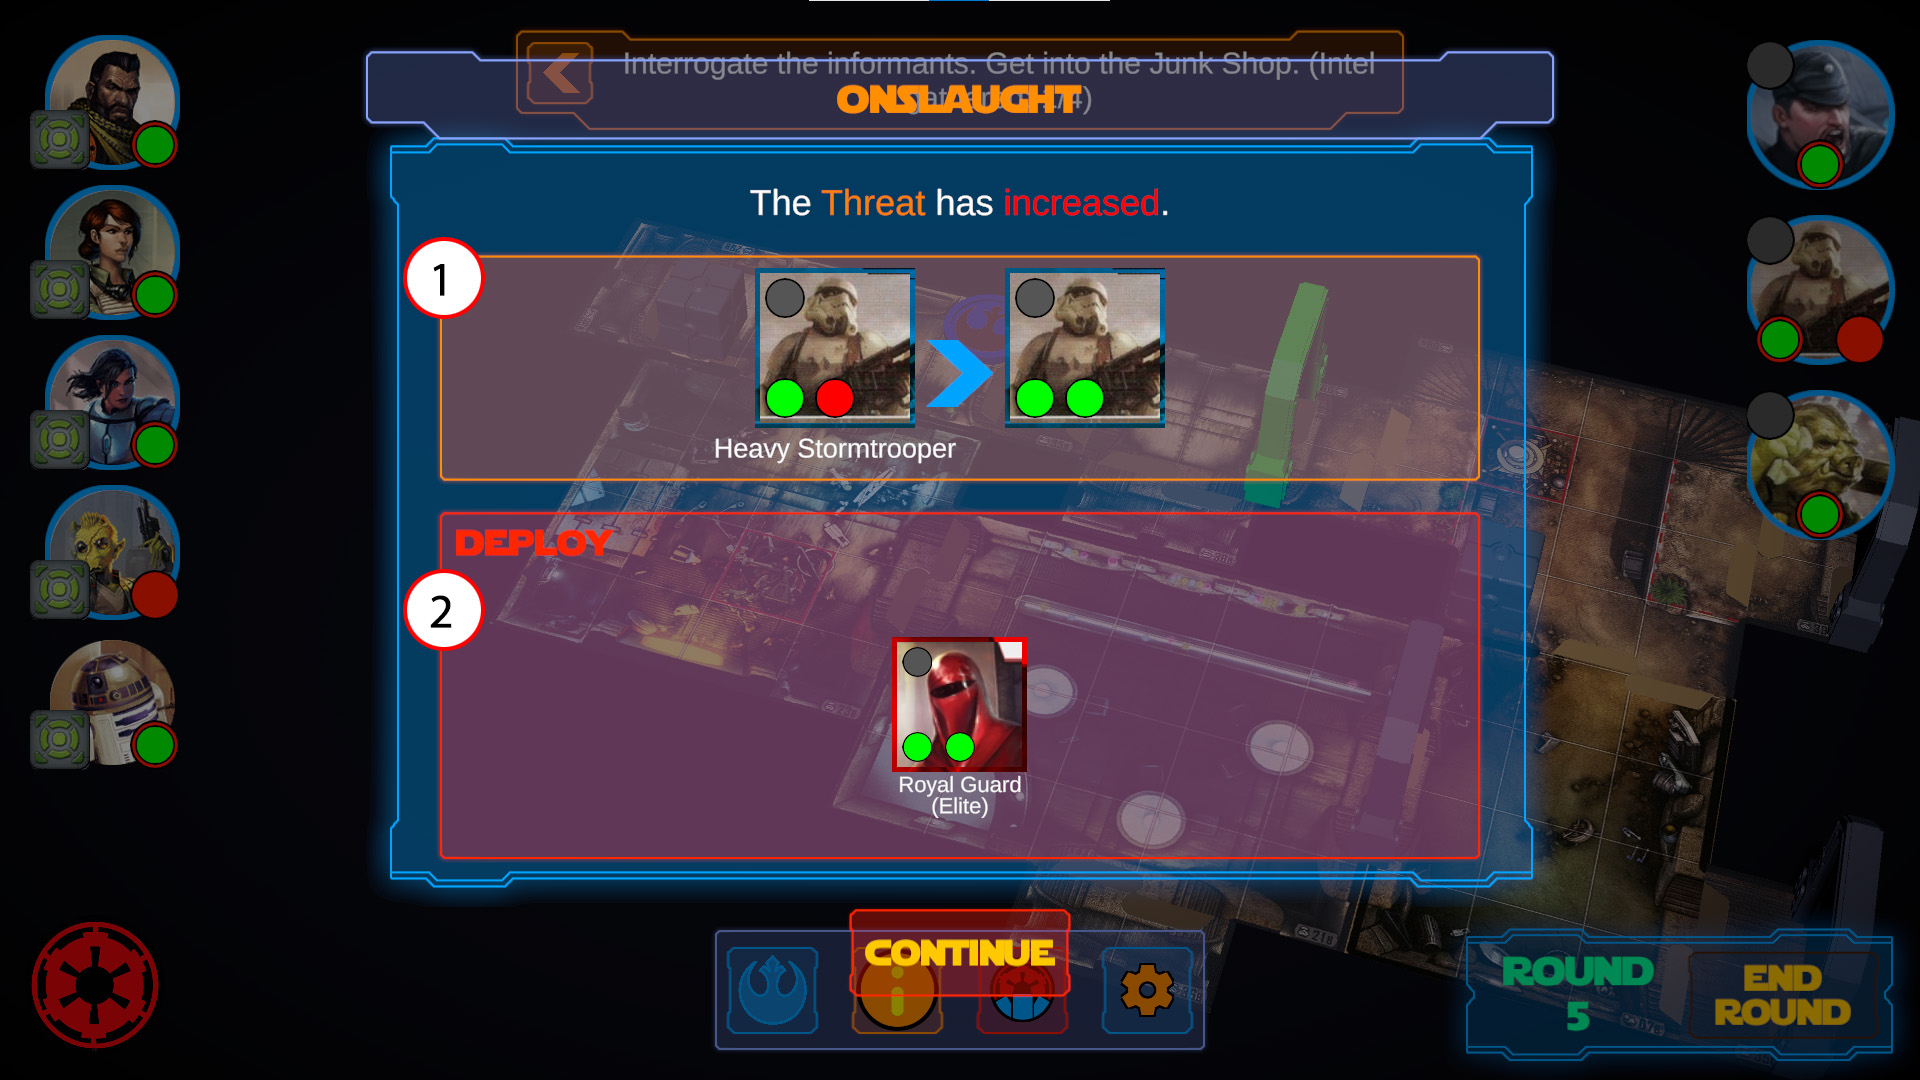 Interrogate the informants. Get into the Junk Shop. (Intel
ONSLAUGHT
The Threat has increased.
1
Heavy Stormtrooper
DEPLOY
2
Royal Guard
(Elite)
CONTINUE
ROUND
5
END
ROUND